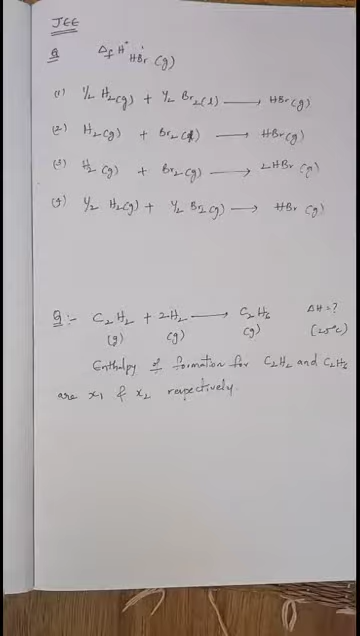 JEE
Q ΔfH° HBr(g)
(1) 1/2 H2(g) + 1/2 Br2(l) ⟶ HBr(g)
(2) H2(g) + Br2(l) ⟶ HBr(g)
(3) H2(g) + Br2(g) ⟶ 2HBr(g)
(4) 1/2 H2(g) + 1/2 Br2(g) ⟶ HBr(g)
Q:- C2H2 + 2H2 ⟶ C2H6 ΔH=?
(g) (g) (g) (25°C)
Enthalpy of formation for C2H2 and C2H6
are x1 & x2 respectively.